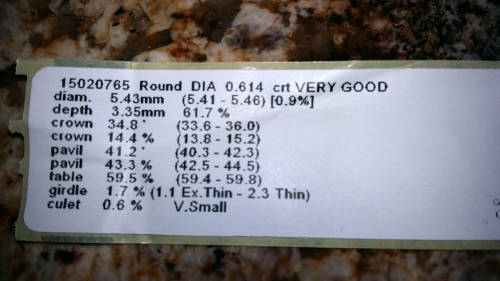 15020765 Round DIA 0.614 crt VERY GOOD
diam. 5.43mm (5.41 - 5.46) [0.9%]
depth 3.35mm 61.7 %
crown 34.8 ° (33.6 - 36.0)
crown 14.4 % (13.8 - 15.2)
pavil 41.2 ° (40.3 - 42.3)
pavil 43.3 % (42.5 - 44.5)
table 59.5 % (59.4 - 59.8)
girdle 1.7 % (1.1 Ex.Thin - 2.3 Thin)
culet 0.6 % V.Small